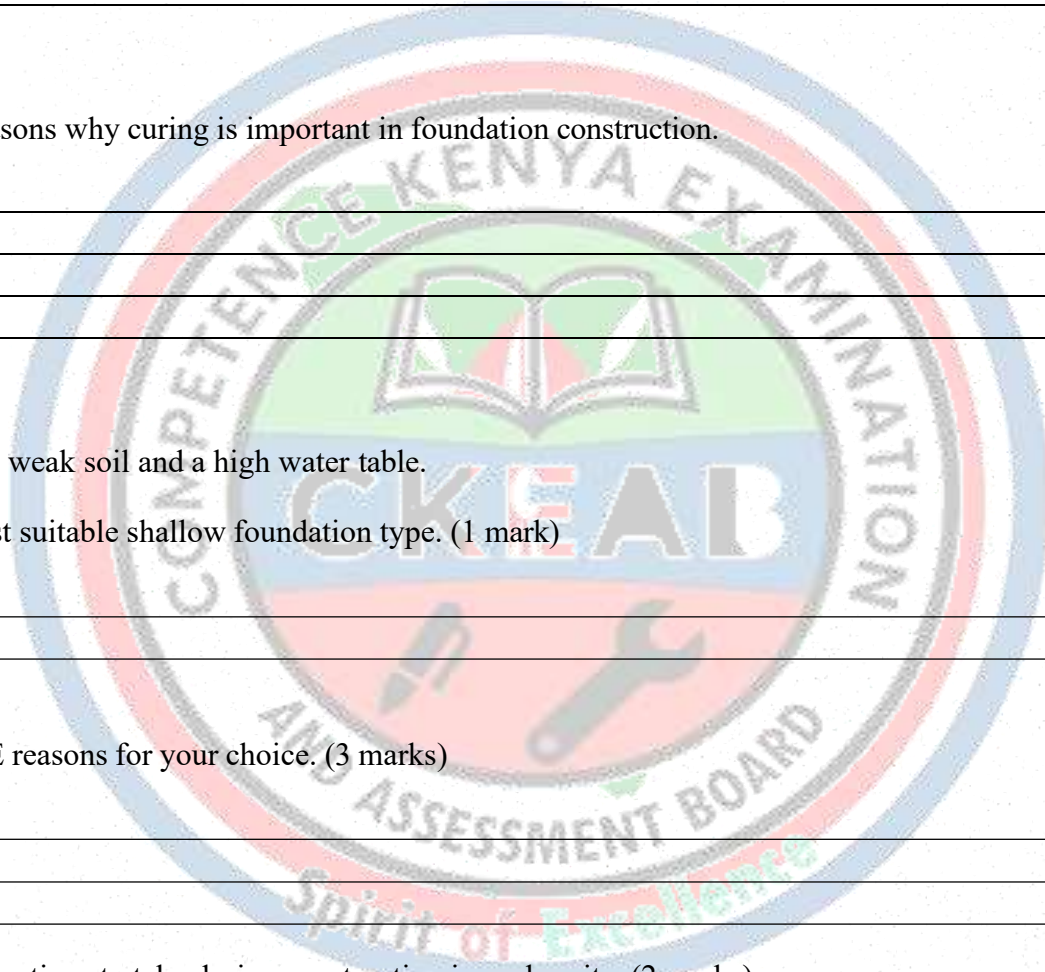 sons why curing is important in foundation construction.
COMPETENCE KENYA EXAMINATION
weak soil and a high water table.
CKEAB
st suitable shallow foundation type. (1 mark)
E reasons for your choice. (3 marks)
AND ASSESSMENT BOARD
Spirit of Excellence